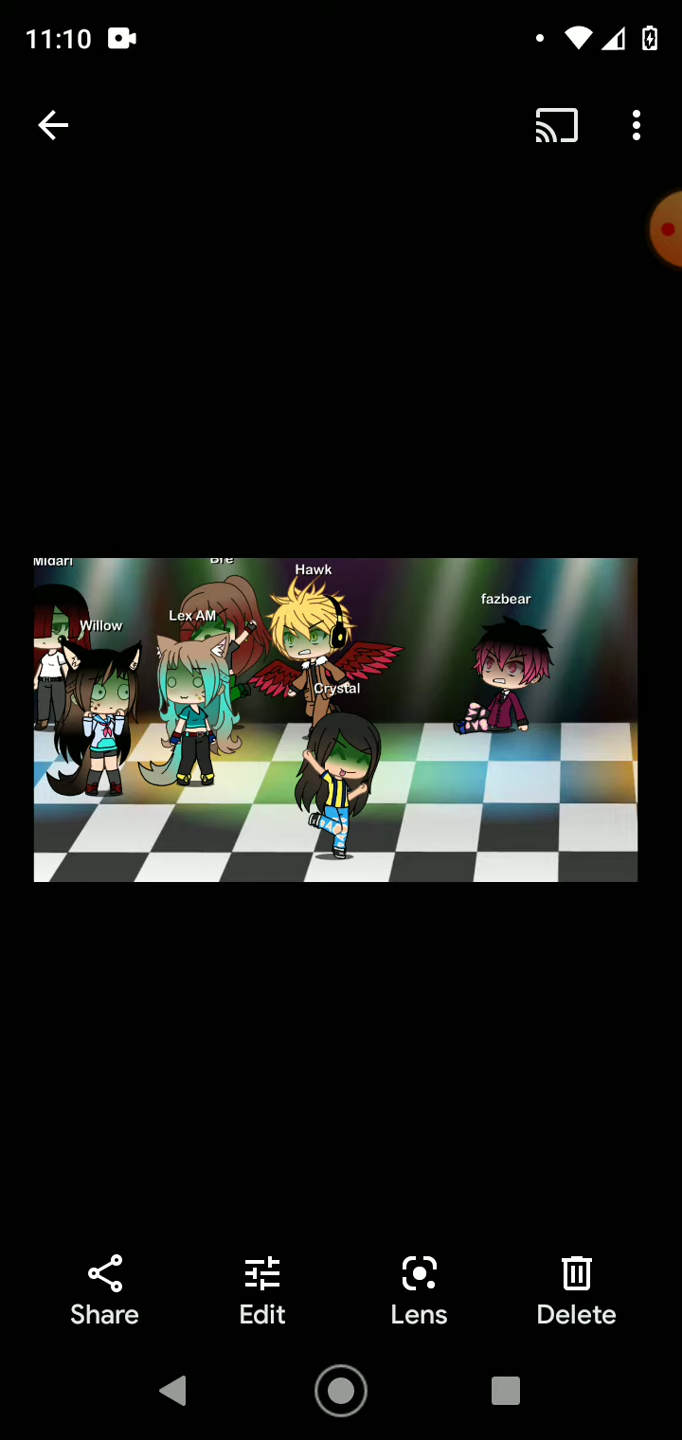 11:10
Midari
Bre
Hawk
fazbear
Willow
Lex AM
Crystal
Share
Edit
Lens
Delete